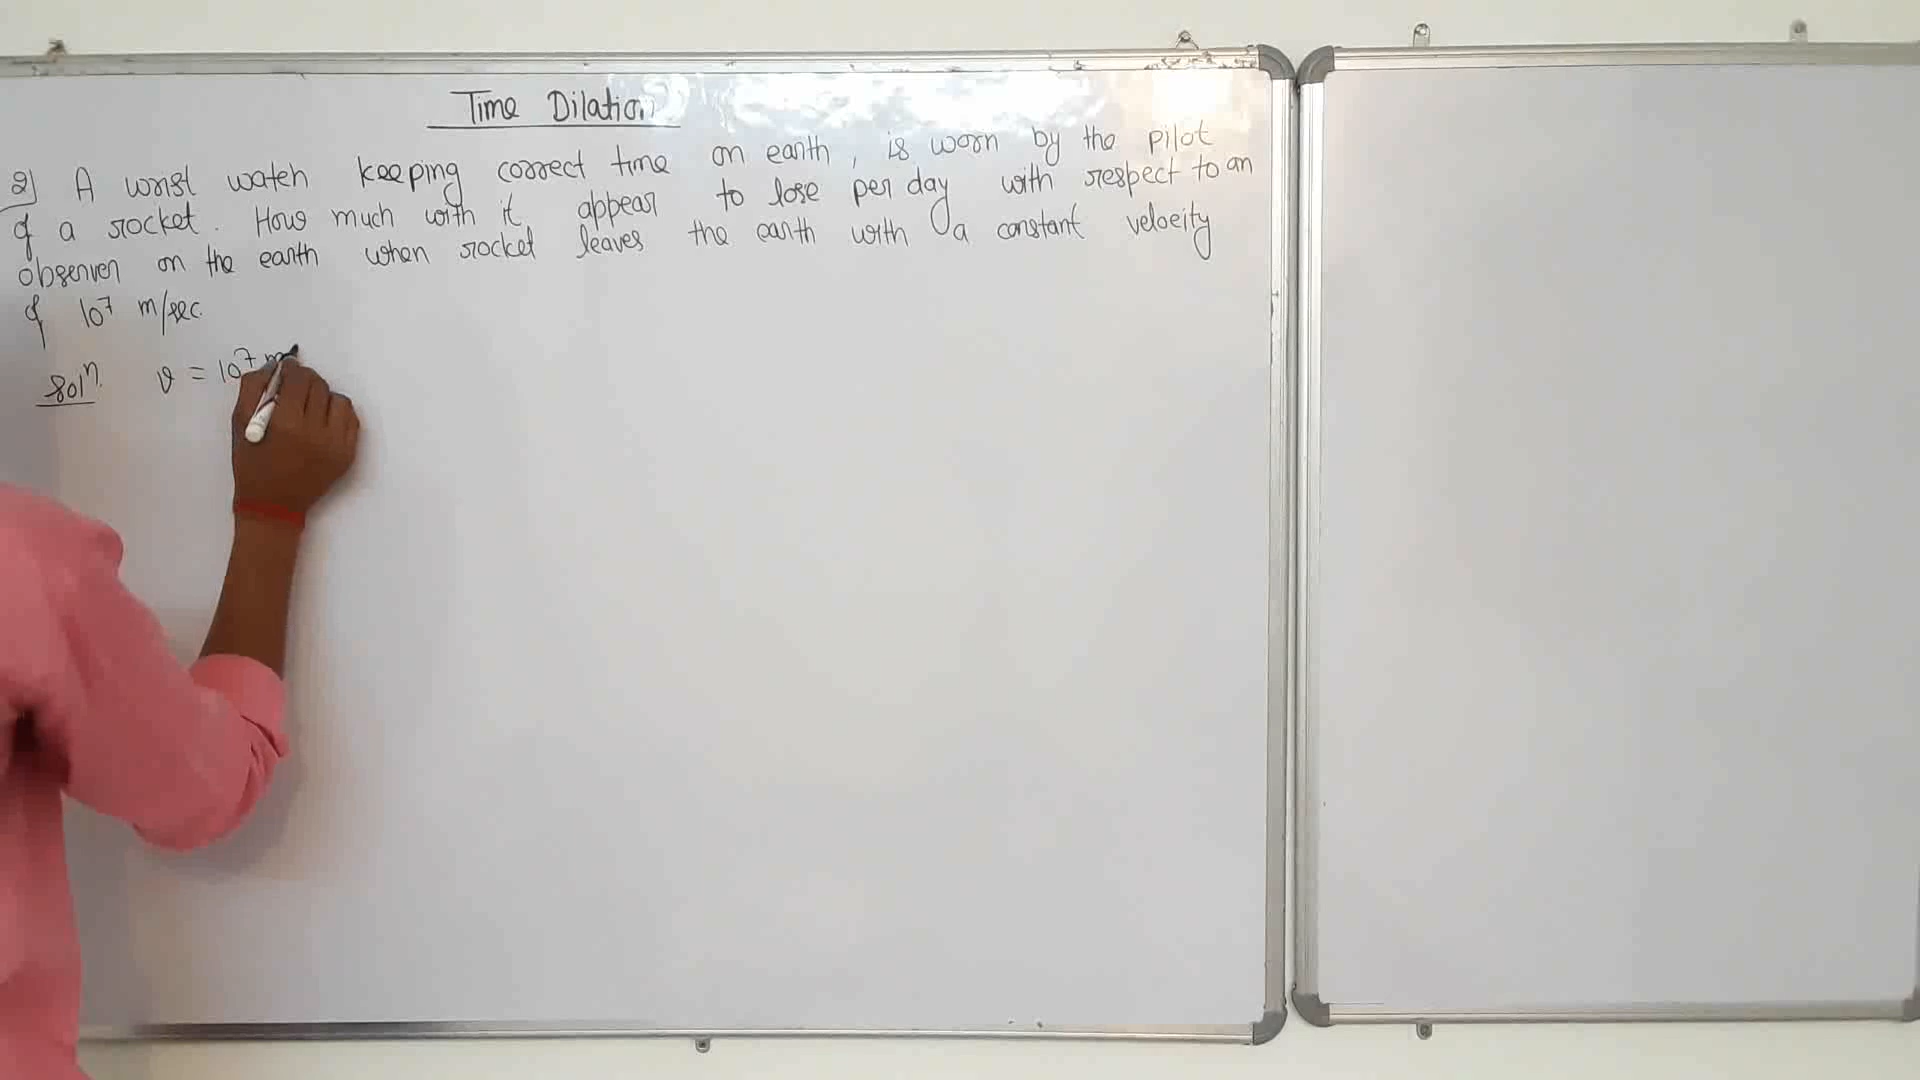 Time Dilation
2) A wrist watch keeping correct time on earth, is worn by the pilot
of a rocket. How much with it appear to lose per day with respect to an
observer on the earth when rocket leaves the earth with a constant velocity
of 10⁷ m/sec.
Solⁿ. v = 10⁷ m